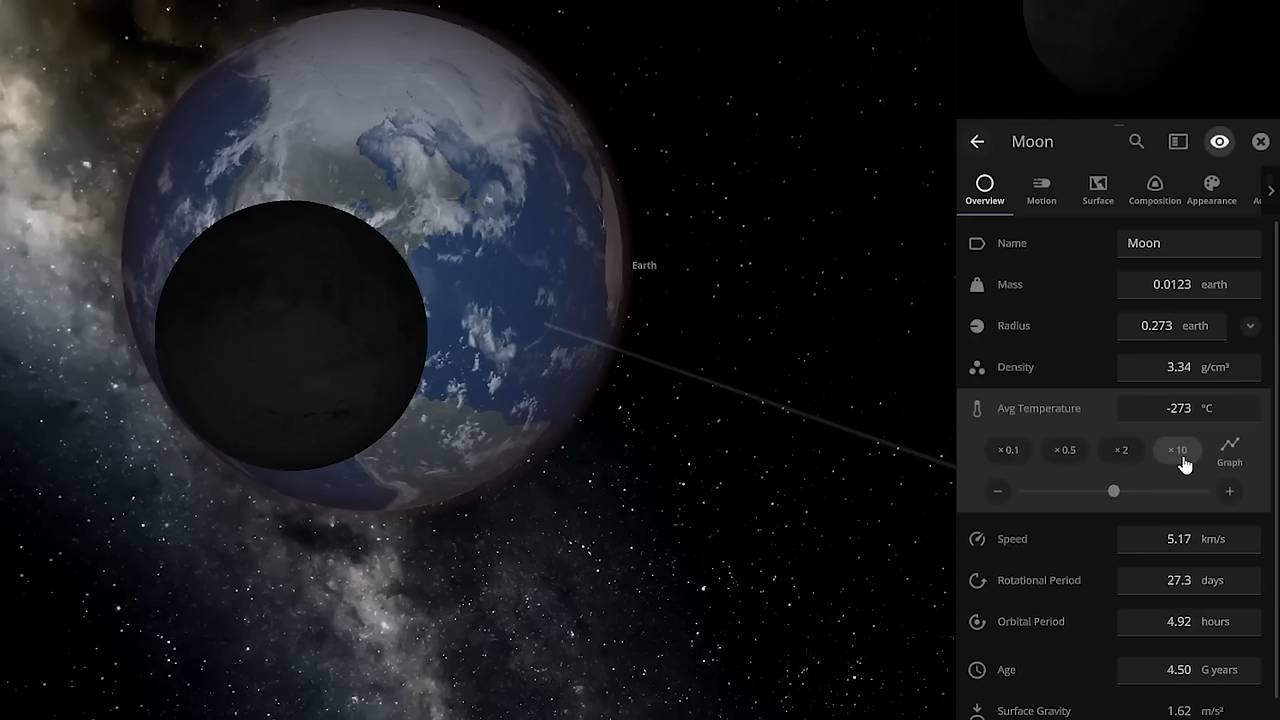 Moon
Overview
Motion
Surface
Composition
Appearance
Name
Moon
Mass
0.0123 earth
Radius
0.273 earth
Earth
Density
3.34 g/cm³
Avg Temperature
-273 °C
× 0.1
× 0.5
× 2
× 10
Graph
Speed
5.17 km/s
Rotational Period
27.3 days
Orbital Period
4.92 hours
Age
4.50 G years
Surface Gravity
1.62 m/s²